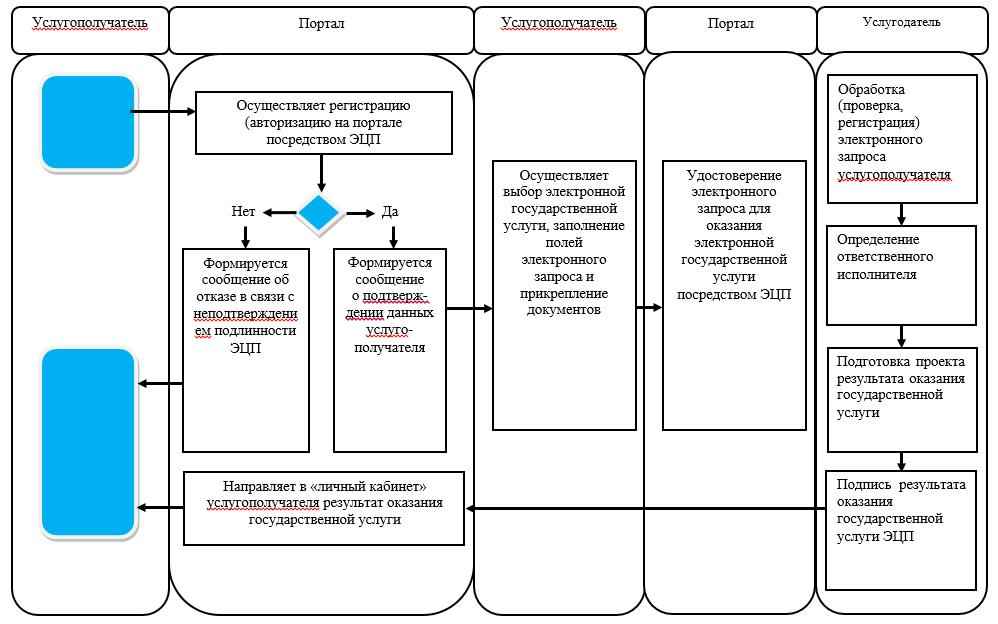 Услугополучатель
Портал
Услугополучатель
Портал
Услугодатель
Осуществляет регистрацию
(авторизацию на портале
посредством ЭЦП
Нет
Да
Формируется
сообщение об
отказе в связи с
неподтверждени
ем подлинности
ЭЦП
Формируется
сообщение
о подтверж-
дении данных
услуго-
получателя
Направляет в «личный кабинет»
услугополучателя результат оказания
государственной услуги
Осуществляет
выбор электронной
государственной
услуги, заполнение
полей
электронного
запроса и
прикрепление
документов
Удостоверение
электронного
запроса для
оказания
электронной
государственной
услуги
посредством ЭЦП
Обработка
(проверка,
регистрация)
электронного
запроса
услугополучателя
Определение
ответственного
исполнителя
Подготовка проекта
результата оказания
государственной
услуги
Подпись результата
оказания
государственной
услуги ЭЦП